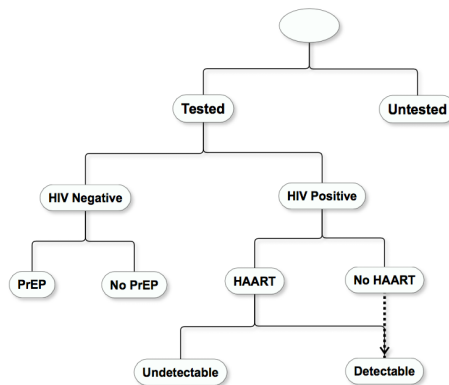 Tested
Untested
HIV Negative
HIV Positive
PrEP
No PrEP
HAART
No HAART
Undetectable
Detectable